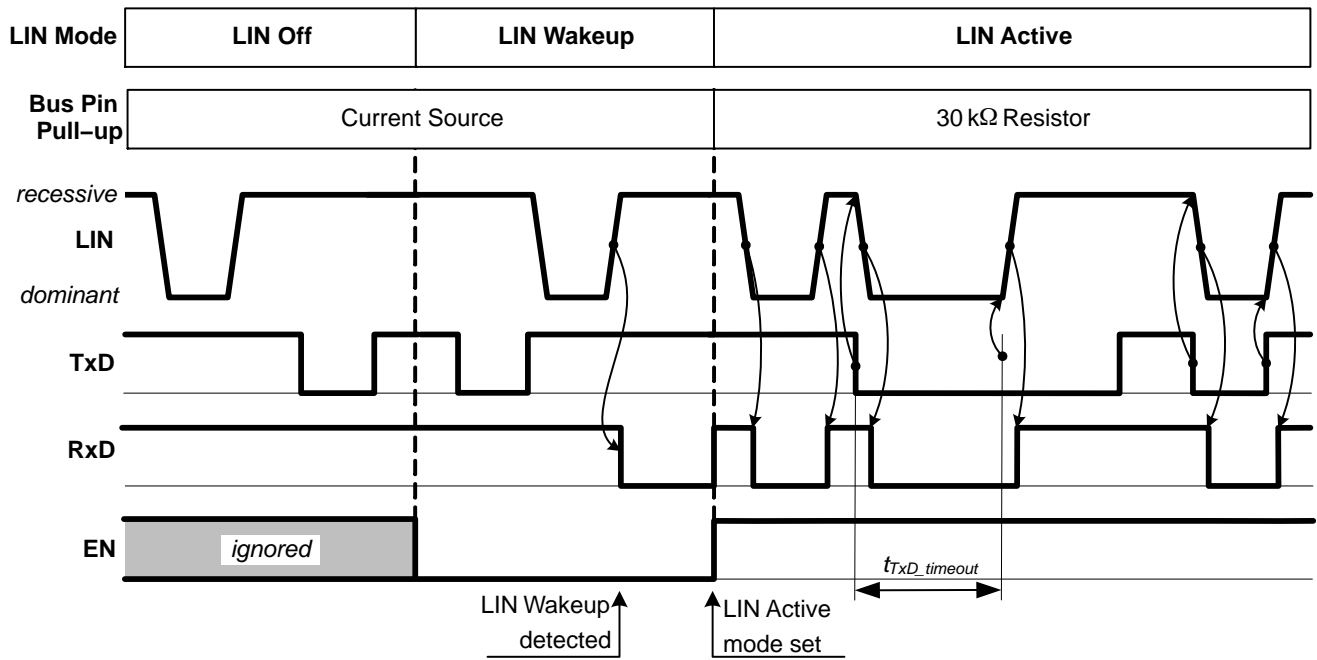 LIN Mode
LIN Off
LIN Wakeup
LIN Active
Bus Pin
Pull−up
Current Source
30 kΩ Resistor
recessive
LIN
dominant
TxD
RxD
EN
ignored
tTxD_timeout
LIN Wakeup
detected
LIN Active
mode set